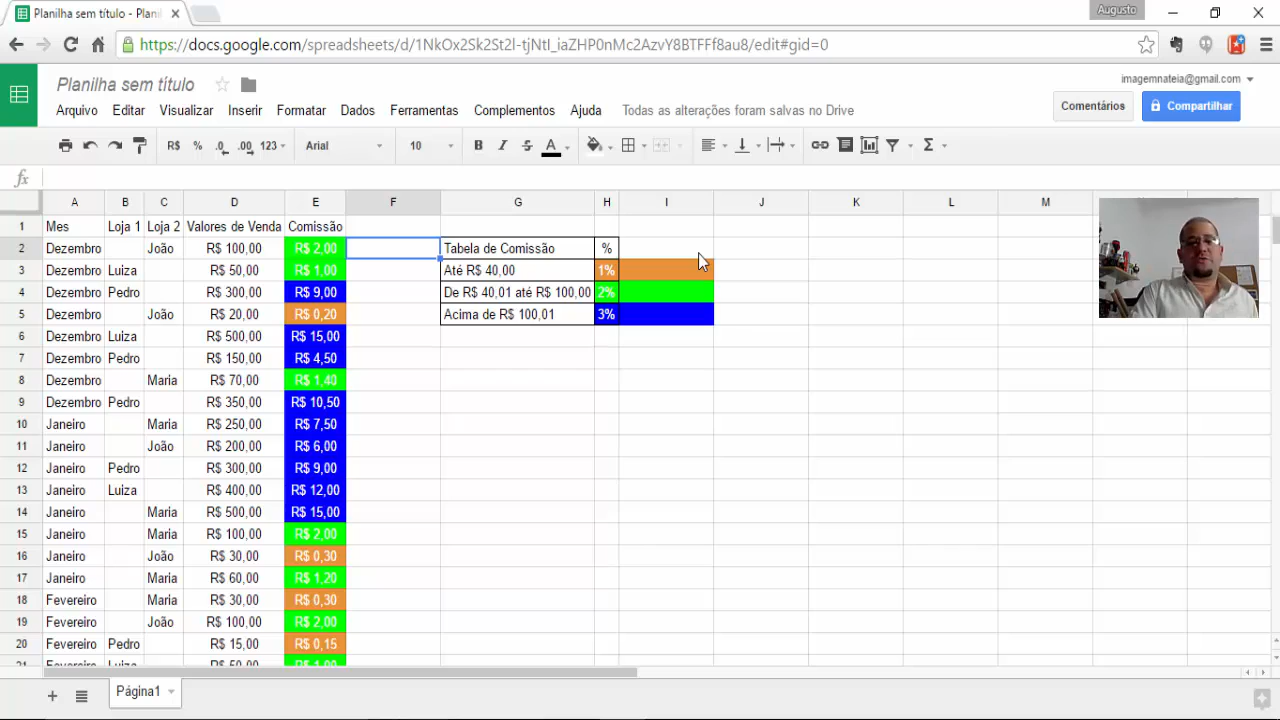 Planilha sem título - Plani
Augusto
https://docs.google.com/spreadsheets/d/1NkOx2Sk2St2l-tjNtI_iaZHP0nMc2AzvY8BTFFf8au8/edit#gid=0
Planilha sem título
imagemnateia@gmail.com
Arquivo Editar Visualizar Inserir Formatar Dados Ferramentas Complementos Ajuda Todas as alterações foram salvas no Drive
Comentários Compartilhar
R$ % .0 .00 123 Arial 10 B I S A Σ
fx
A B C D E F G H I J K L M
1 Mes Loja 1 Loja 2 Valores de Venda Comissão
2 Dezembro João R$ 100,00 R$ 2,00 Tabela de Comissão %
3 Dezembro Luiza R$ 50,00 R$ 1,00 Até R$ 40,00 1%
4 Dezembro Pedro R$ 300,00 R$ 9,00 De R$ 40,01 até R$ 100,00 2%
5 Dezembro João R$ 20,00 R$ 0,20 Acima de R$ 100,01 3%
6 Dezembro Luiza R$ 500,00 R$ 15,00
7 Dezembro Pedro R$ 150,00 R$ 4,50
8 Dezembro Maria R$ 70,00 R$ 1,40
9 Dezembro Pedro R$ 350,00 R$ 10,50
10 Janeiro Maria R$ 250,00 R$ 7,50
11 Janeiro João R$ 200,00 R$ 6,00
12 Janeiro Pedro R$ 300,00 R$ 9,00
13 Janeiro Luiza R$ 400,00 R$ 12,00
14 Janeiro Maria R$ 500,00 R$ 15,00
15 Janeiro Maria R$ 100,00 R$ 2,00
16 Janeiro João R$ 30,00 R$ 0,30
17 Janeiro Maria R$ 60,00 R$ 1,20
18 Fevereiro Maria R$ 30,00 R$ 0,30
19 Fevereiro João R$ 100,00 R$ 2,00
20 Fevereiro Pedro R$ 15,00 R$ 0,15
21 Fevereiro Luiza R$ 50,00 R$ 1,00
Página1